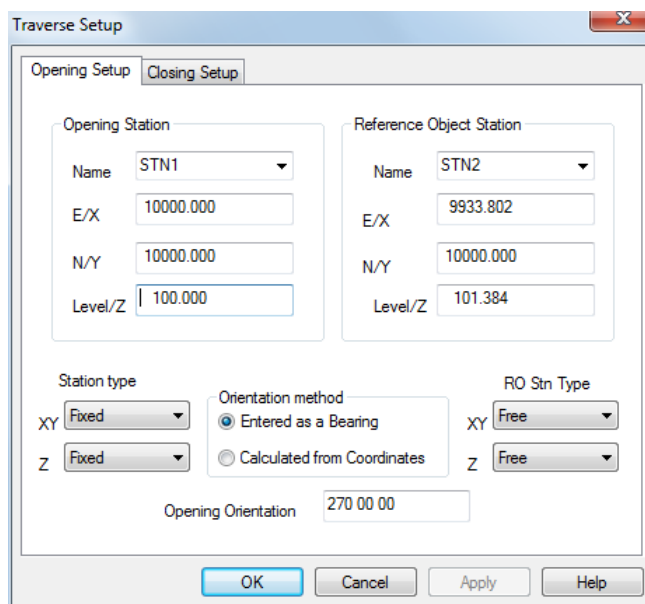 Traverse Setup
x
Opening Setup
Closing Setup
Opening Station
Reference Object Station
Name STN1
Name STN2
E/X 10000.000
E/X 9933.802
N/Y 10000.000
N/Y 10000.000
Level/Z 100.000
Level/Z 101.384
Station type
RO Stn Type
Orientation method
XY Fixed
Entered as a Bearing
XY Free
Z Fixed
Calculated from Coordinates
Z Free
Opening Orientation 270 00 00
OK
Cancel
Apply
Help